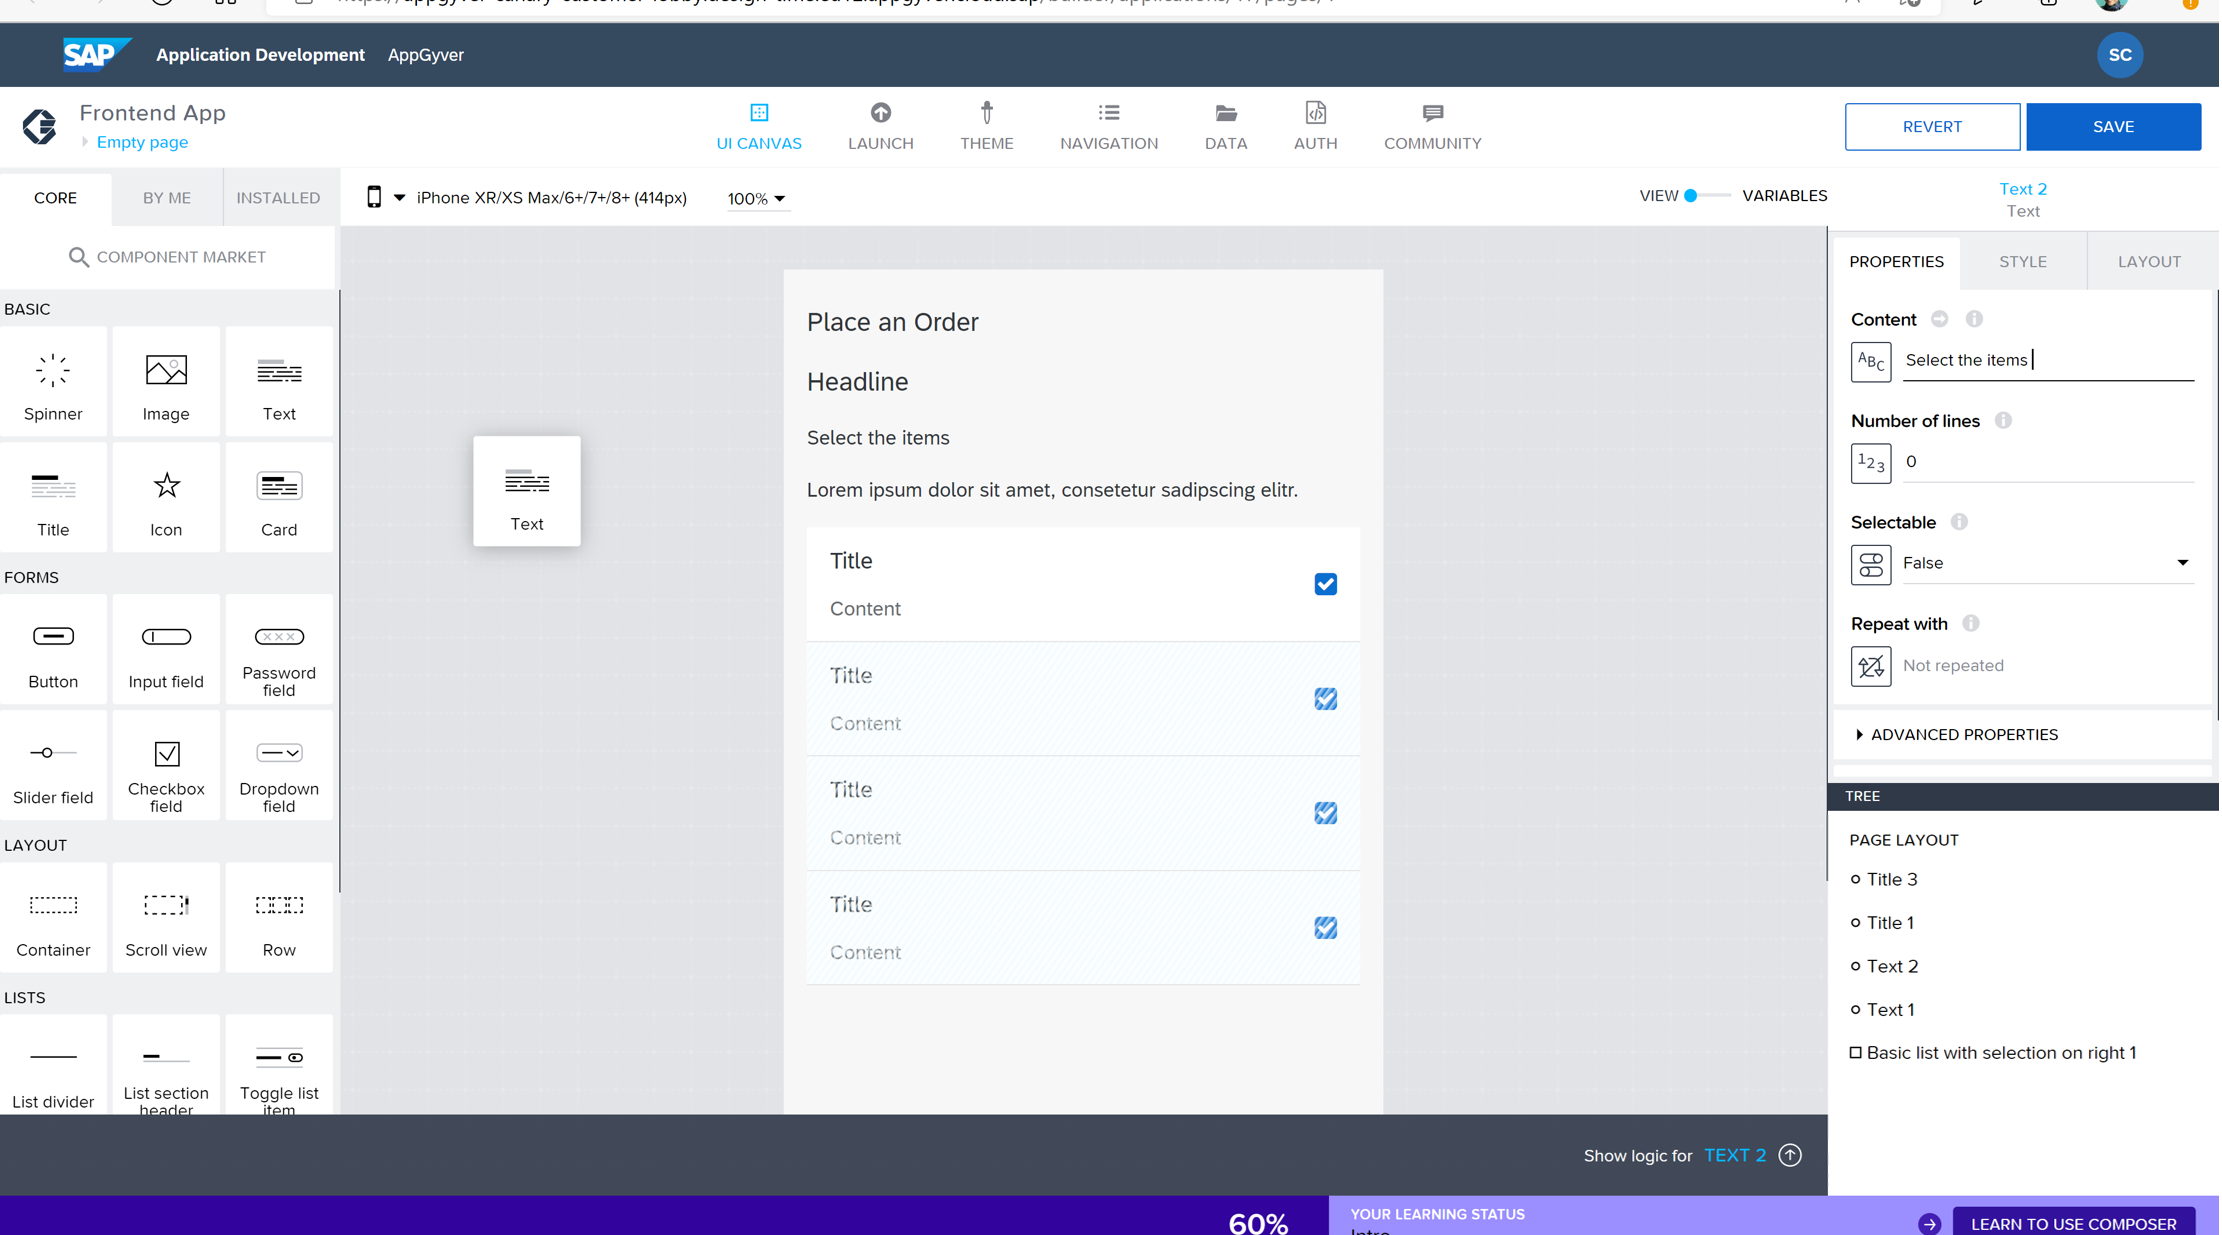 SAP Application Development AppGyver
SC
Frontend App
Empty page
UI CANVAS
LAUNCH
THEME
NAVIGATION
DATA
AUTH
COMMUNITY
REVERT
SAVE
CORE
BY ME
INSTALLED
iPhone XR/XS Max/6+/7+/8+ (414px)
100%
VIEW
VARIABLES
Text 2
Text
COMPONENT MARKET
BASIC
Spinner
Image
Text
Title
Icon
Card
FORMS
Button
Input field
Password
field
Slider field
Checkbox
field
Dropdown
field
LAYOUT
Container
Scroll view
Row
LISTS
List divider
List section
header
Toggle list
item
Text
Place an Order
Headline
Select the items
Lorem ipsum dolor sit amet, consetetur sadipscing elitr.
Title
Content
Title
Content
Title
Content
Title
Content
PROPERTIES
STYLE
LAYOUT
Content
ABC
Select the items
Number of lines
123
0
Selectable
False
Repeat with
Not repeated
ADVANCED PROPERTIES
TREE
PAGE LAYOUT
Title 3
Title 1
Text 2
Text 1
Basic list with selection on right 1
Show logic for TEXT 2
60%
YOUR LEARNING STATUS
Intro
LEARN TO USE COMPOSER